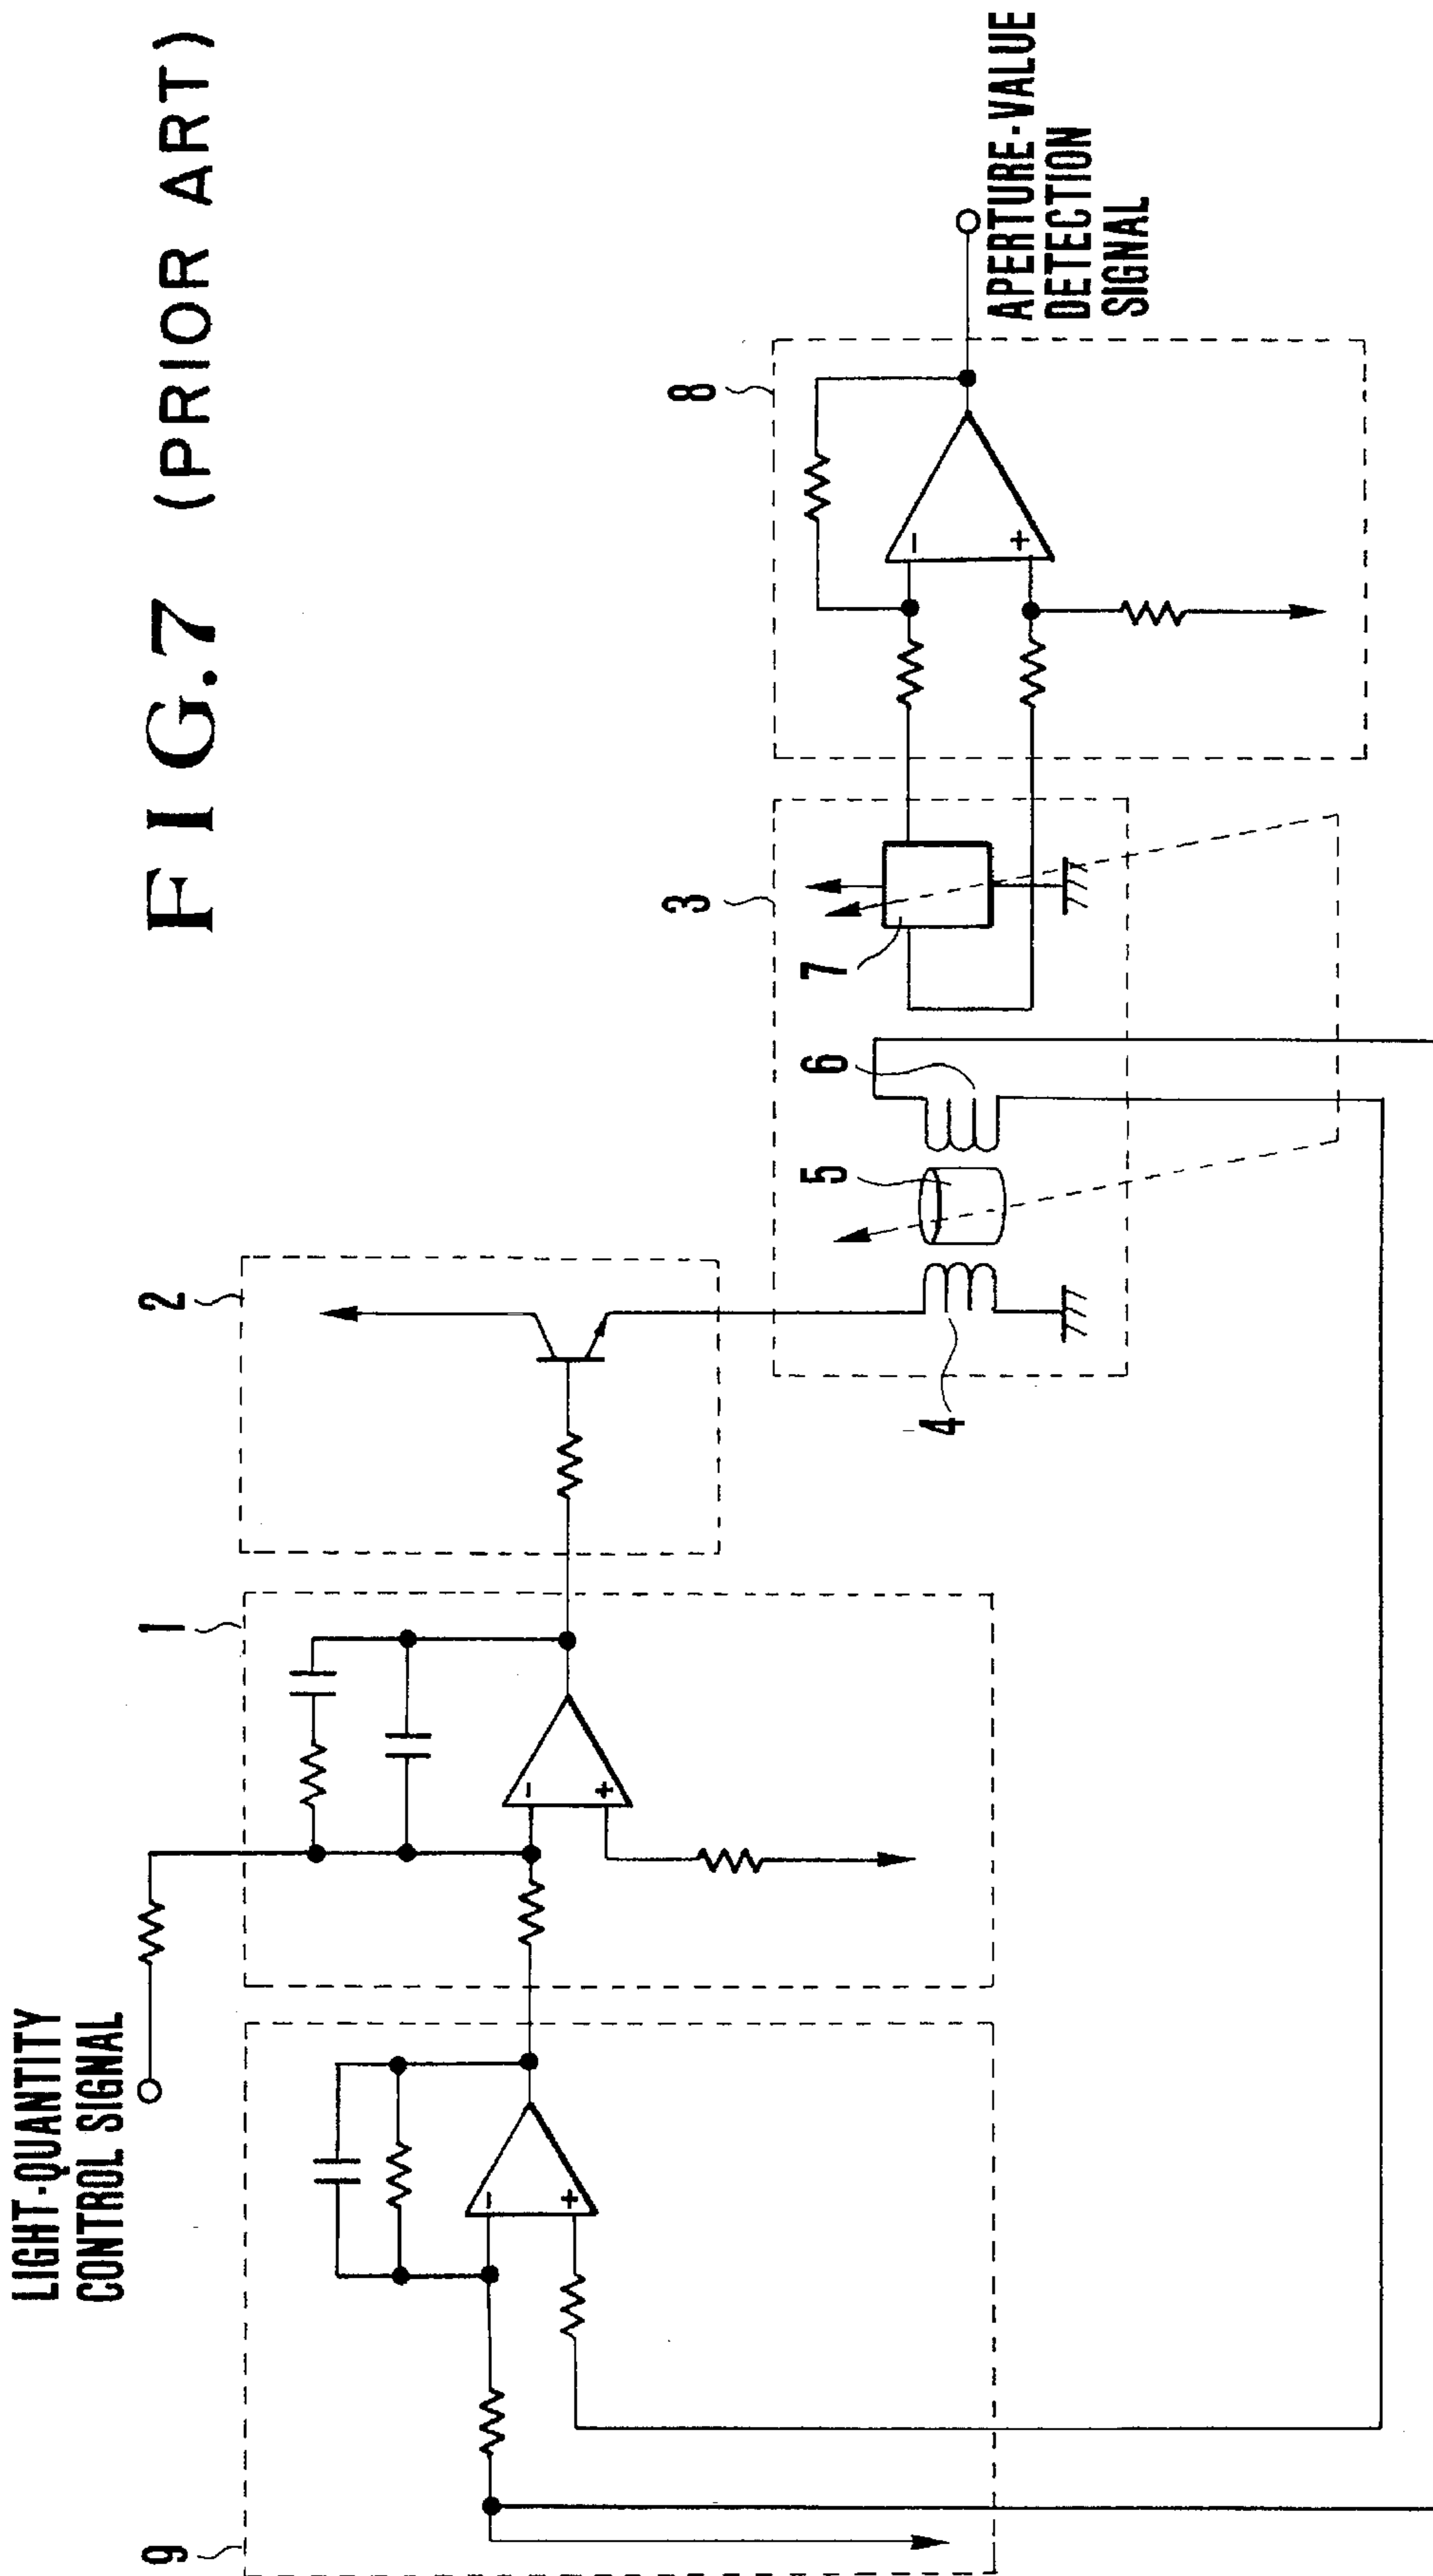 FIG.7 (PRIOR ART)
LIGHT-QUANTITY
CONTROL SIGNAL
9
1
2
3
8
4
5
6
7
-
+
-
+
-
+
APERTURE-VALUE
DETECTION
SIGNAL